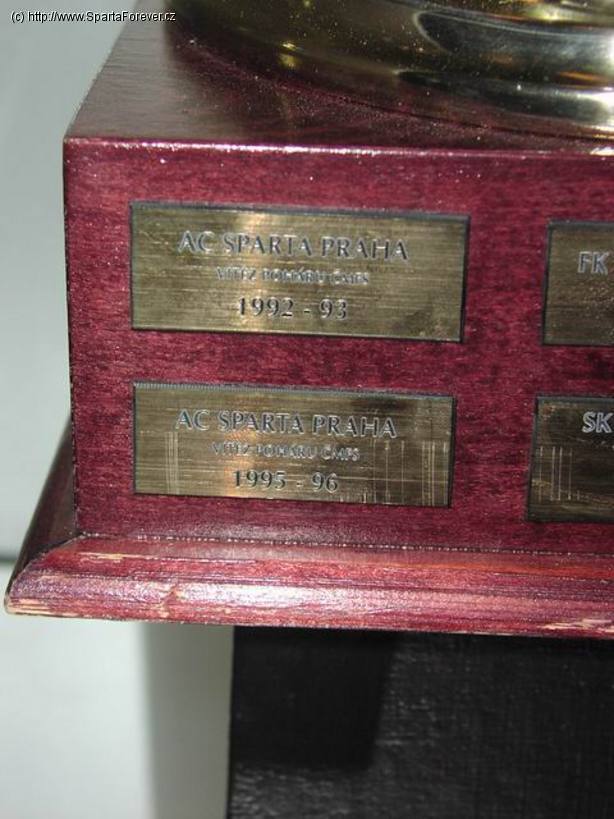 (c) http://www.SpartaForever.cz
AC SPARTA PRAHA
VÍTĚZ POHÁRU ČMFS
1992 - 93
FK
AC SPARTA PRAHA
VÍTĚZ POHÁRU ČMFS
1995 - 96
SK